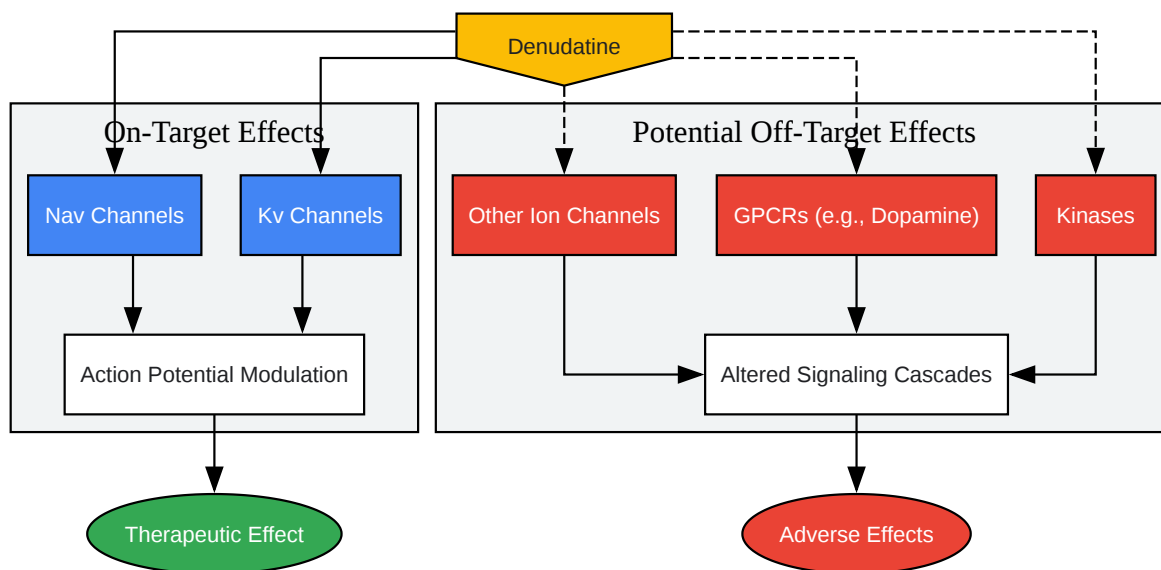 Denudatine
On-Target Effects
Potential Off-Target Effects
Nav Channels
Kv Channels
Other Ion Channels
GPCRs (e.g., Dopamine)
Kinases
Action Potential Modulation
Altered Signaling Cascades
Therapeutic Effect
Adverse Effects